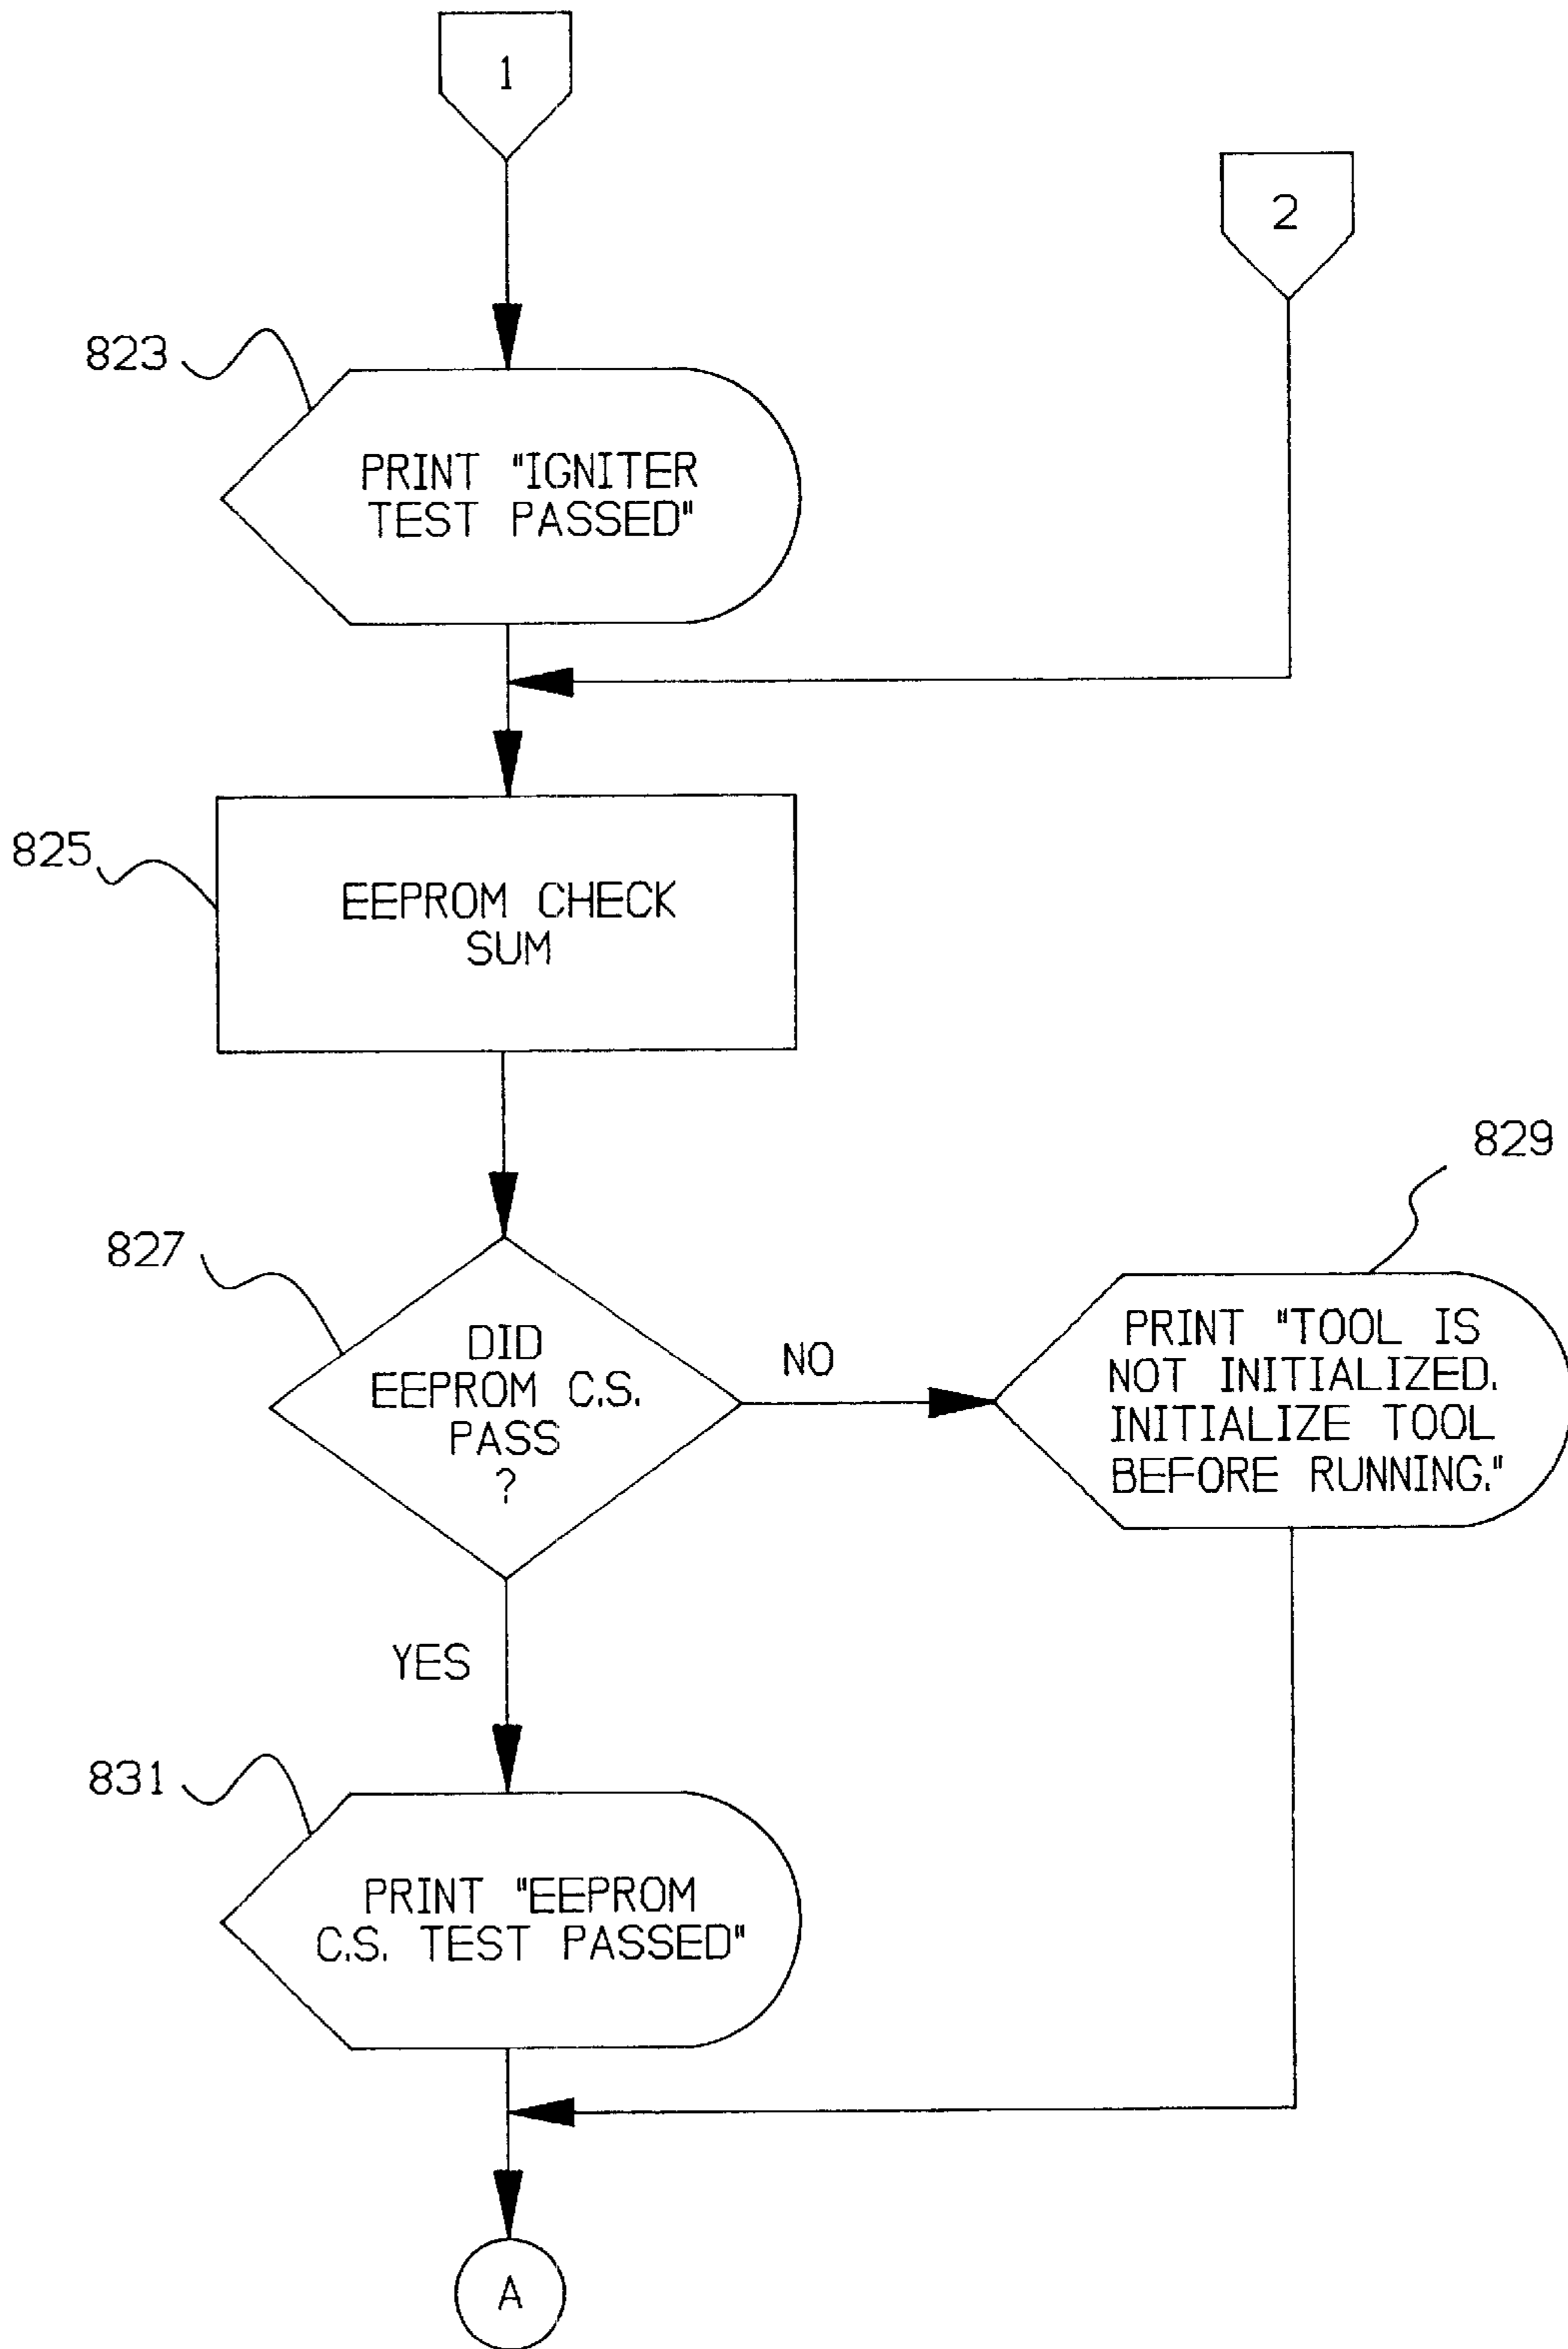 1
2
823
PRINT "IGNITER
TEST PASSED"
825
EEPROM CHECK
SUM
829
827
DID
EEPROM C.S.
PASS
?
NO
PRINT "TOOL IS
NOT INITIALIZED.
INITIALIZE TOOL
BEFORE RUNNING."
YES
831
PRINT "EEPROM
C.S. TEST PASSED"
A